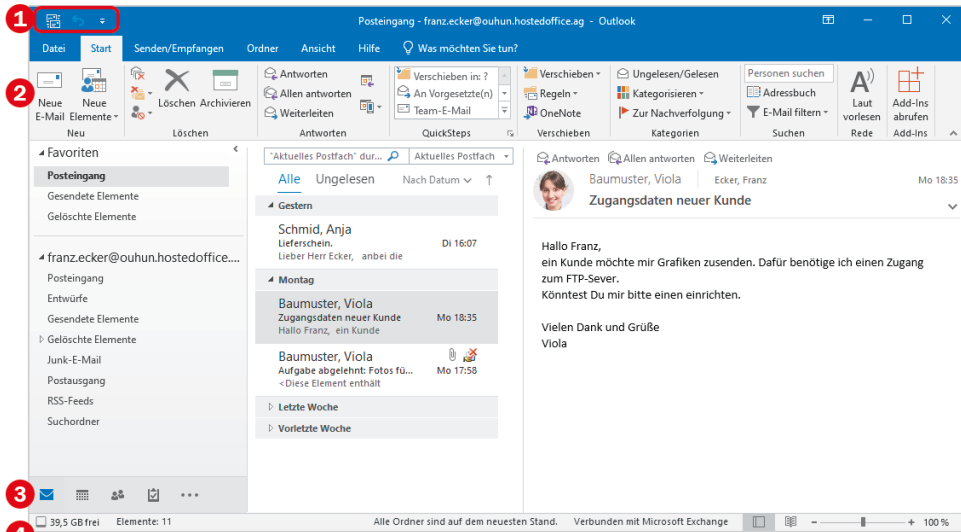 1
Posteingang - franz.ecker@ouhun.hostedoffice.ag - Outlook
Datei Start Senden/Empfangen Ordner Ansicht Hilfe Was möchten Sie tun?
2
Neue E-Mail
Neue Elemente
Neu
Löschen Archivieren
Löschen
Antworten
Allen antworten
Weiterleiten
Antworten
Verschieben in: ?
An Vorgesetzte(n)
Team-E-Mail
QuickSteps
Verschieben
Regeln
OneNote
Verschieben
Ungelesen/Gelesen
Kategorisieren
Zur Nachverfolgung
Kategorien
Personen suchen
Adressbuch
E-Mail filtern
Suchen
A
Laut vorlesen
Rede
Add-Ins abrufen
Add-Ins
Favoriten
Posteingang
Gesendete Elemente
Gelöschte Elemente
franz.ecker@ouhun.hostedoffice....
Posteingang
Entwürfe
Gesendete Elemente
Gelöschte Elemente
Junk-E-Mail
Postausgang
RSS-Feeds
Suchordner
"Aktuelles Postfach" dur... Aktuelles Postfach
Alle Ungelesen Nach Datum
Gestern
Schmid, Anja
Lieferschein. Di 16:07
Lieber Herr Ecker, anbei die
Montag
Baumuster, Viola
Zugangsdaten neuer Kunde Mo 18:35
Hallo Franz, ein Kunde
Baumuster, Viola
Aufgabe abgelehnt: Fotos fü... Mo 17:58
<Diese Element enthält
Letzte Woche
Vorletzte Woche
Antworten Allen antworten Weiterleiten
Baumuster, Viola Ecker, Franz Mo 18:35
Zugangsdaten neuer Kunde
Hallo Franz,
ein Kunde möchte mir Grafiken zusenden. Dafür benötige ich einen Zugang
zum FTP-Sever.
Könntest Du mir bitte einen einrichten.
Vielen Dank und Grüße
Viola
3
39,5 GB frei Elemente: 11 Alle Ordner sind auf dem neuesten Stand. Verbunden mit Microsoft Exchange 100 %
4